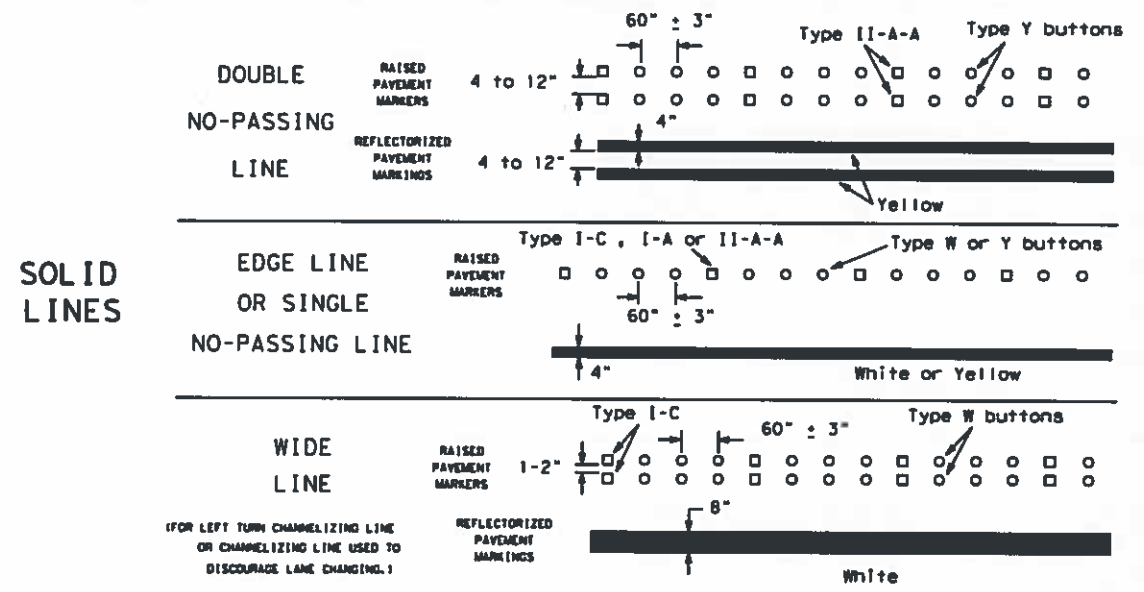 SOLID
LINES
DOUBLE
NO-PASSING
LINE
RAISED
PAVEMENT
MARKERS
4 to 12"
60" ± 3"
Type II-A-A
Type Y buttons
REFLECTORIZED
PAVEMENT
MARKINGS
4 to 12"
4"
Yellow
EDGE LINE
OR SINGLE
NO-PASSING LINE
RAISED
PAVEMENT
MARKERS
Type I-C , I-A or II-A-A
Type W or Y buttons
60" ± 3"
4"
White or Yellow
WIDE
LINE
(FOR LEFT TURN CHANNELIZING LINE
OR CHANNELIZING LINE USED TO
DISCOURAGE LANE CHANGING.)
RAISED
PAVEMENT
MARKERS
1-2"
Type I-C
60" ± 3"
Type W buttons
REFLECTORIZED
PAVEMENT
MARKINGS
8"
White